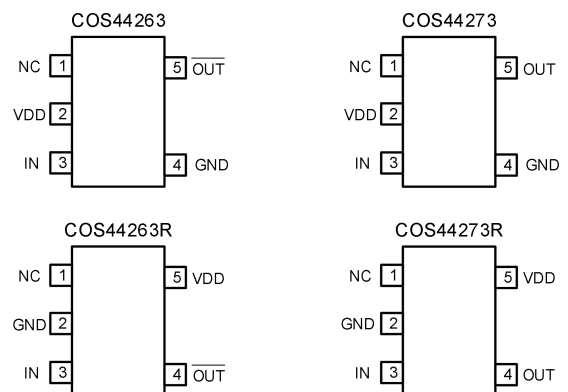 COS44263
NC 1 5 O̅U̅T̅
VDD 2
IN 3 4 GND
COS44273
NC 1 5 OUT
VDD 2
IN 3 4 GND
COS44263R
NC 1 5 VDD
GND 2
IN 3 4 O̅U̅T̅
COS44273R
NC 1 5 VDD
GND 2
IN 3 4 OUT